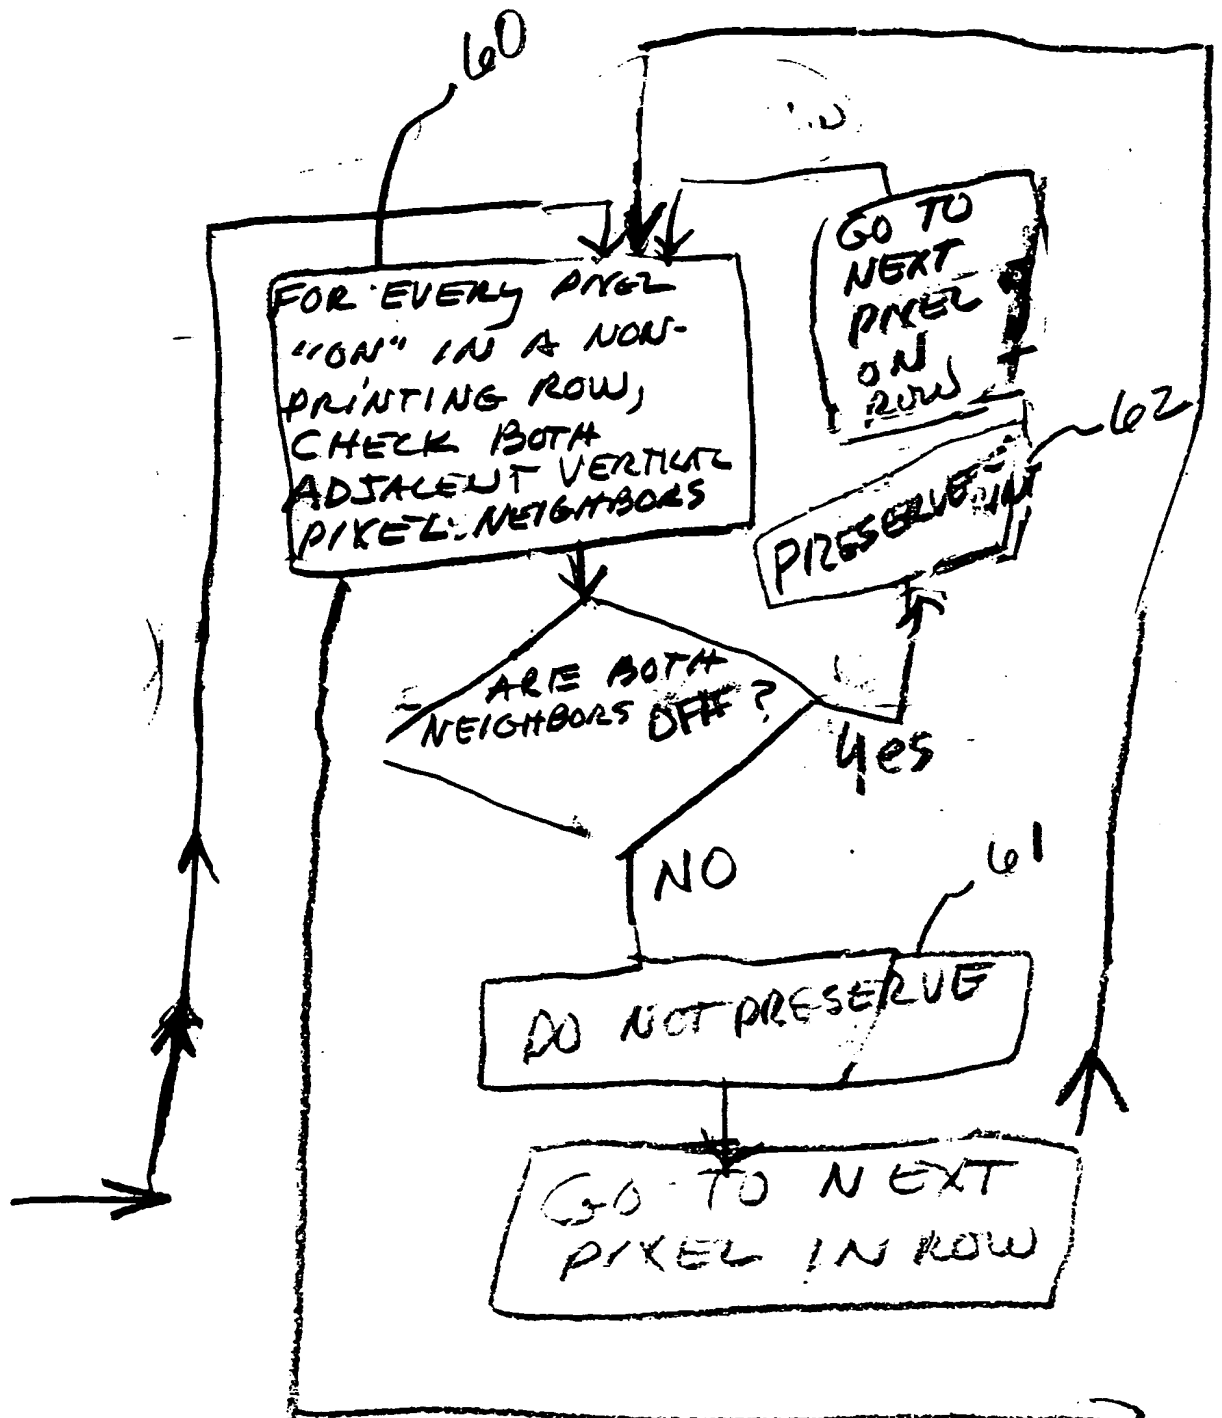 60
FOR EVERY PIXEL
"ON" IN A NON-
PRINTING ROW,
CHECK BOTH
ADJACENT VERTICAL
PIXEL NEIGHBORS
GO TO
NEXT
PIXEL
ON
ROW
62
PRESERVE
ARE BOTH
NEIGHBORS OFF?
Yes
NO
61
DO NOT PRESERVE
GO TO NEXT
PIXEL IN ROW